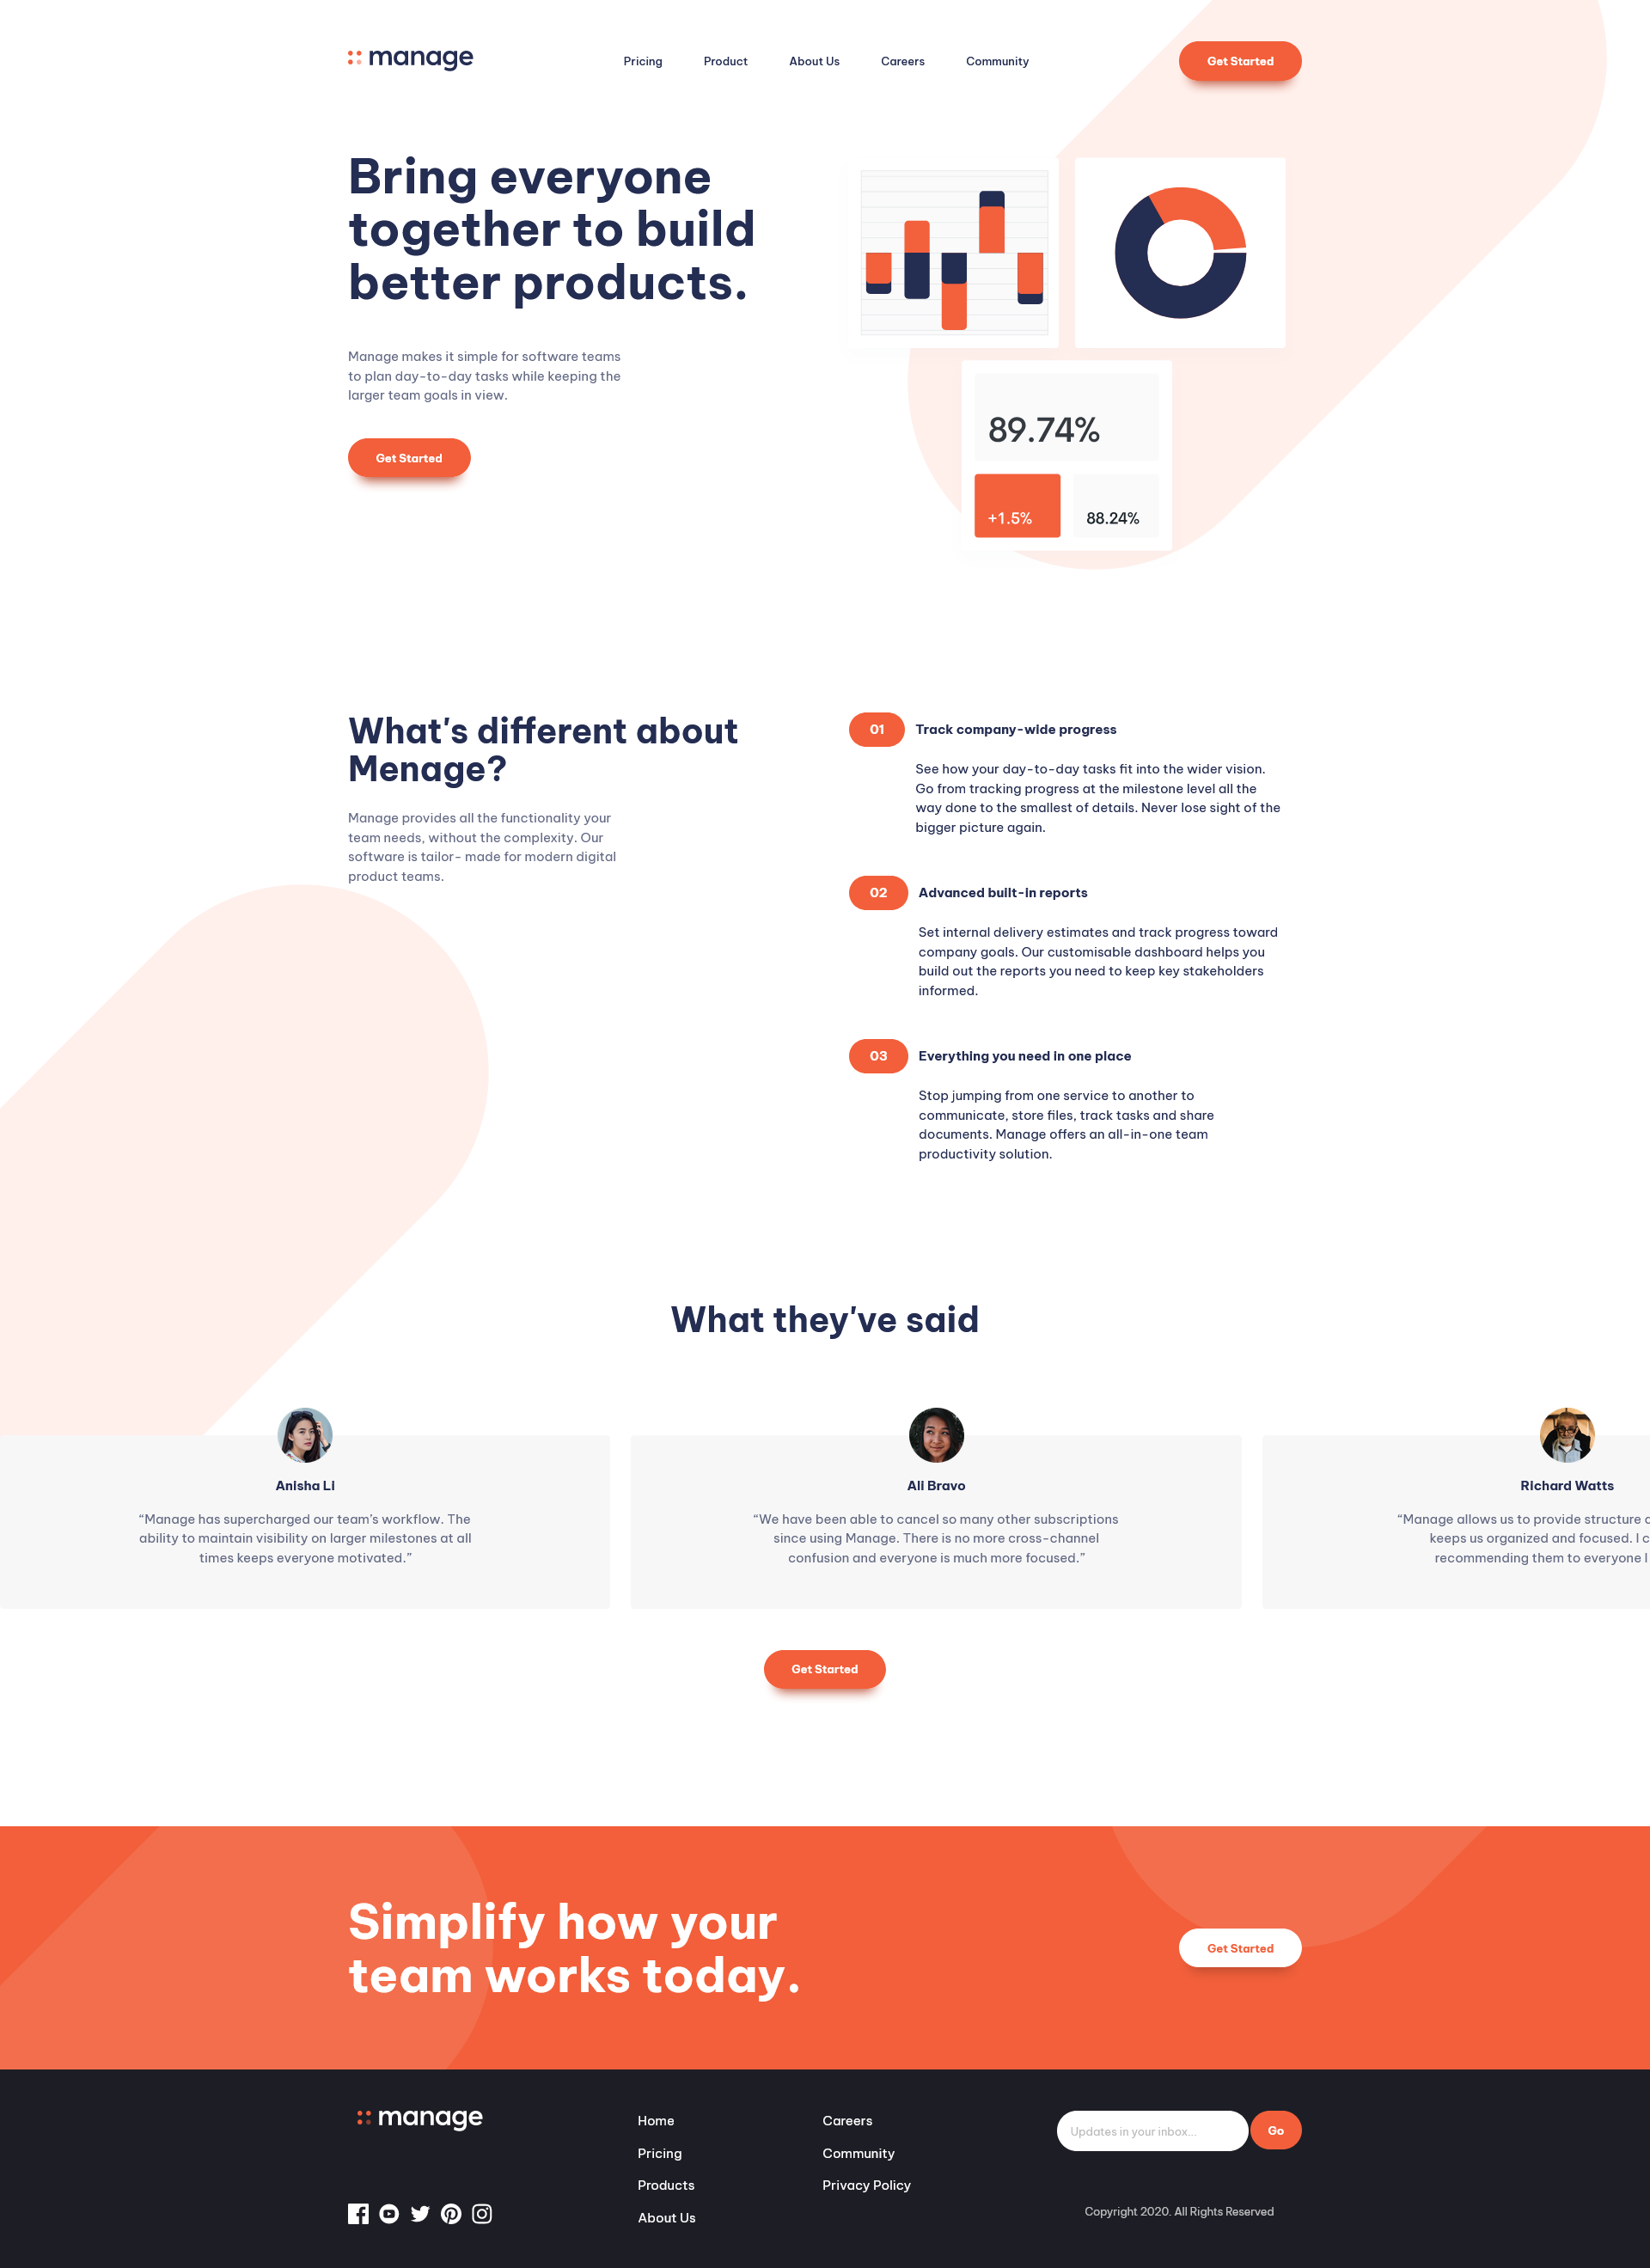 manage
Pricing
Product
About Us
Careers
Community
Get Started
Bring everyone
together to build
better products.
Manage makes it simple for software teams
to plan day-to-day tasks while keeping the
larger team goals in view.
Get Started
89.74%
+1.5%
88.24%
What's different about
Menage?
Manage provides all the functionality your
team needs, without the complexity. Our
software is tailor- made for modern digital
product teams.
01
Track company-wide progress
See how your day-to-day tasks fit into the wider vision.
Go from tracking progress at the milestone level all the
way done to the smallest of details. Never lose sight of the
bigger picture again.
02
Advanced built-in reports
Set internal delivery estimates and track progress toward
company goals. Our customisable dashboard helps you
build out the reports you need to keep key stakeholders
informed.
03
Everything you need in one place
Stop jumping from one service to another to
communicate, store files, track tasks and share
documents. Manage offers an all-in-one team
productivity solution.
What they've said
Anisha Li
“Manage has supercharged our team’s workflow. The
ability to maintain visibility on larger milestones at all
times keeps everyone motivated.”
Ali Bravo
“We have been able to cancel so many other subscriptions
since using Manage. There is no more cross-channel
confusion and everyone is much more focused.”
Richard Watts
“Manage allows us to provide structure
keeps us organized and focused. I
recommending them to everyone I
Get Started
Simplify how your
team works today.
Get Started
manage
Home
Pricing
Products
About Us
Careers
Community
Privacy Policy
Updates in your inbox...
Go
Copyright 2020. All Rights Reserved